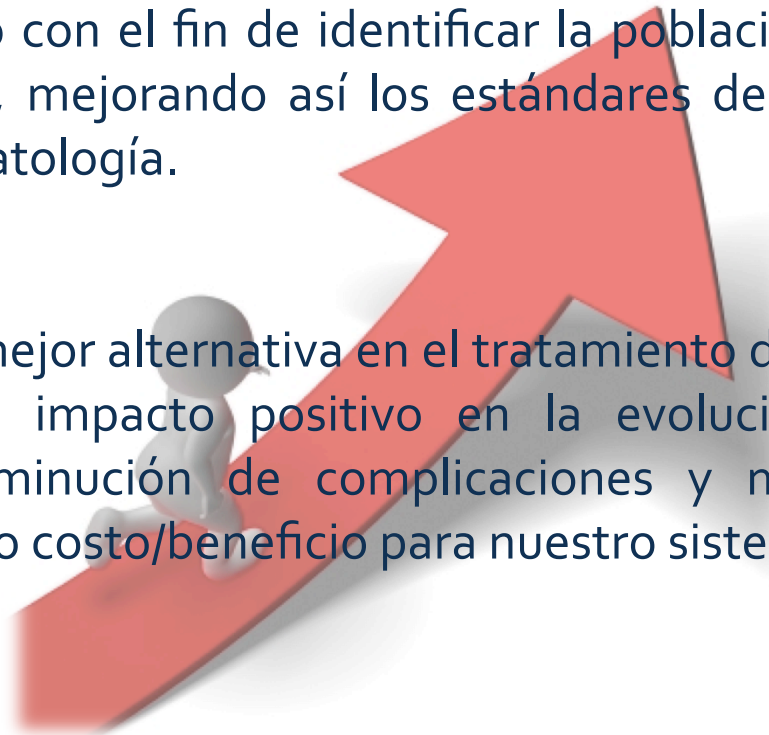 o con el fin de identificar la poblaci
, mejorando así los estándares de
atología.
mejor alternativa en el tratamiento d
impacto positivo en la evoluci
minución de complicaciones y n
o costo/beneficio para nuestro siste